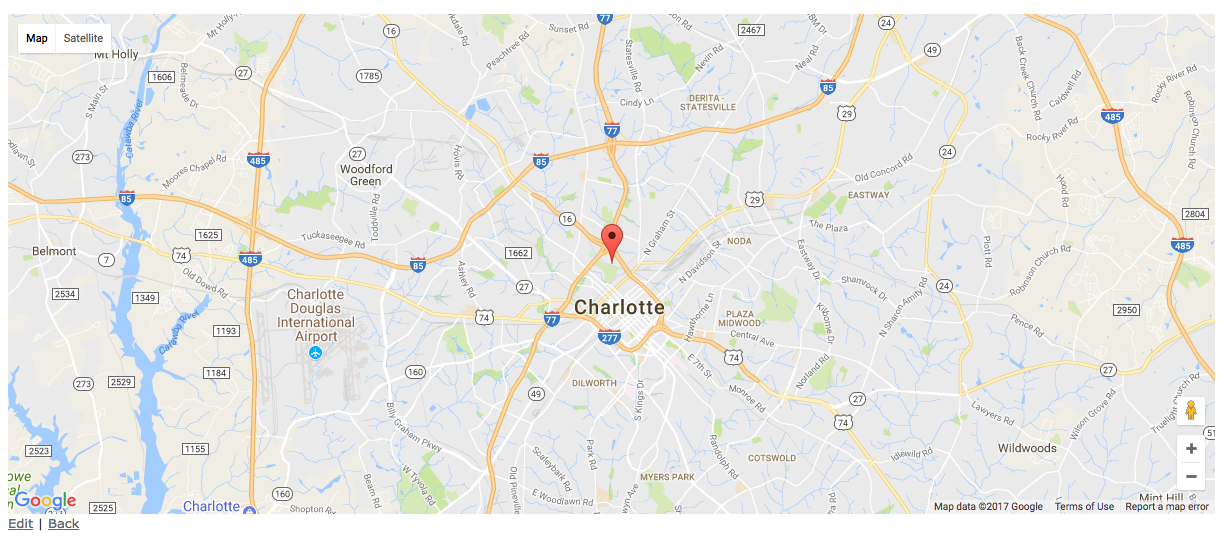 Map
Satellite
Mt Holly
Mt Holly-
Sunset Rd
Peachtree Rd
Statesville Rd
Nevin Rd
Neal Rd
Back Creek Church Rd
Caldwell Rd
Rocky River Rd
Robinson Church Rd
77
16
2467
24
49
27
1785
1606
Belmeade Dr
S Main St
Catawba River
Cindy Ln
DERITA -
STATESVILLE
85
29
485
77
Rocky River Rd
273
Moores Chapel Rd
485
27
Woodford
Green
Hovis Rd
85
24
Old Concord Rd
Hood Rd
85
Toddville Rd
EASTWAY
29
2804
16
N Graham St
The Plaza
1625
Tuckaseegee Rd
NODA
Plott Rd
485
Belmont
7
74
485
85
1662
N Davidson St
Eastway Dr
Robinson Church Rd
Old Dowd Rd
Ashley Rd
Shamrock Dr
N Sharon Amity Rd
2534
1349
Charlotte
Douglas
International
Airport
27
Charlotte
Hawthorne Ln
PLAZA
MIDWOOD
Kilborne Dr
2950
Catawba River
1193
74
77
277
Central Ave
Pence Rd
74
E 7th St
Norland Rd
273
2529
1184
160
DILWORTH
49
S Kings Dr
Monroe Rd
27
27
Billy Graham Pkwy
74
Lawyers Rd
Wilson Grove Rd
Truelight Church Rd
51
2523
1155
Park Rd
Randolph Rd
Idlewild Rd
Wildwoods
Scaleybark Rd
COTSWOLD
Beam Rd
W Tyvola Rd
Old Pineville
MYERS PARK
E Woodlawn Rd
160
Shopton Rd
Mint Hill
Google
273
2525
Charlotte
Map data ©2017 Google
Terms of Use
Report a map error
Edit | Back